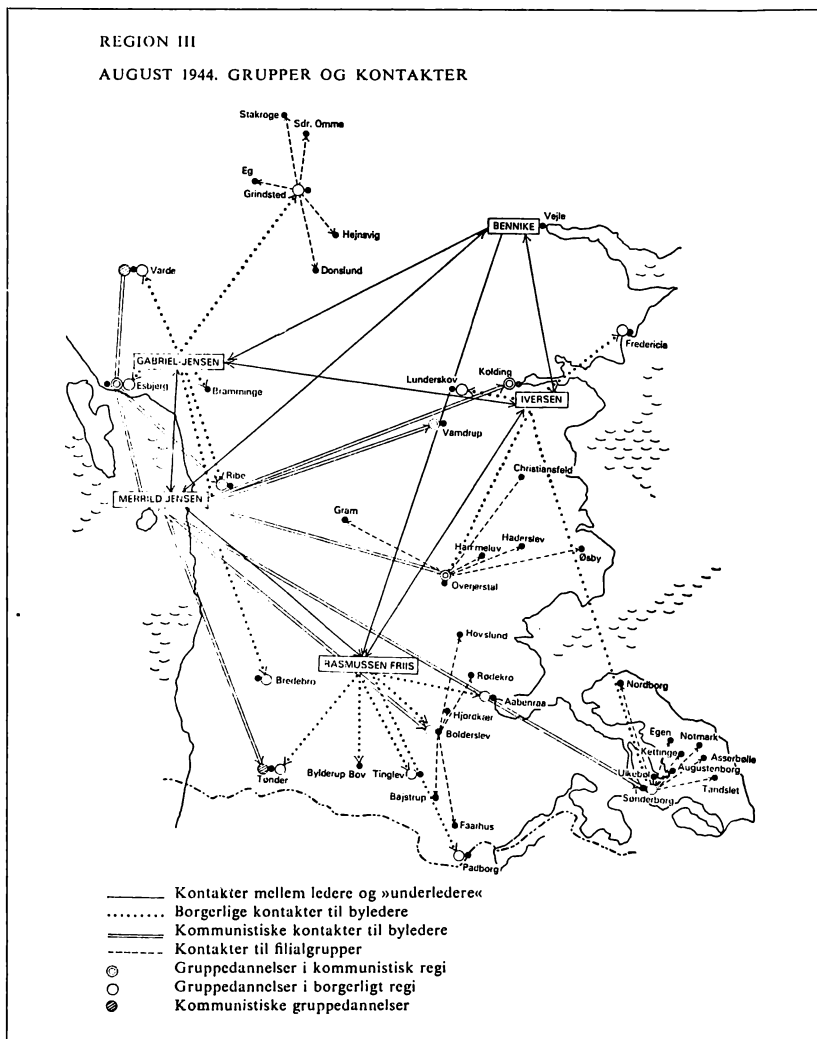 REGION III
AUGUST 1944. GRUPPER OG KONTAKTER
Stakroge
Sdr. Omme
Eg
Grindsted
Hejnsvig
Donslund
BENNIKE
Vejle
Varde
Fredericia
GABRIEL-JENSEN
Esbjerg
Bramminge
Lunderskov
Kolding
IVERSEN
Vamdrup
Ribe
MERRILD JENSEN
Christiansfeld
Gram
Hammelev
Haderslev
Øsby
Overjerstal
Hovslund
RASMUSSEN FRIIS
Rødekro
Bredebro
Aabenraa
Nordborg
Hjordkær
Bolderslev
Egen
Notmark
Kettinge
Asserbølle
Tønder
Bylderup Bov
Tinglev
Ulkebøl
Augustenborg
Tandslet
Sønderborg
Bajstrup
Faarhus
Padborg
Kontakter mellem ledere og »underledere«
Borgerlige kontakter til byledere
Kommunistiske kontakter til byledere
Kontakter til filialgrupper
Gruppedannelser i kommunistisk regi
Gruppedannelser i borgerligt regi
Kommunistiske gruppedannelser